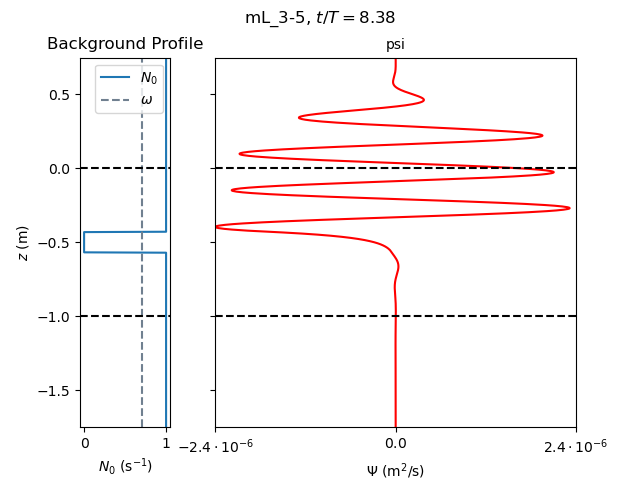 mL_3-5, t/T = 8.38
Background Profile
psi
N₀
ω
0.5
0.0
−0.5
−1.0
−1.5
z (m)
0
1
−2.4 · 10⁻⁶
0.0
2.4 · 10⁻⁶
N₀ (s⁻¹)
Ψ (m²/s)